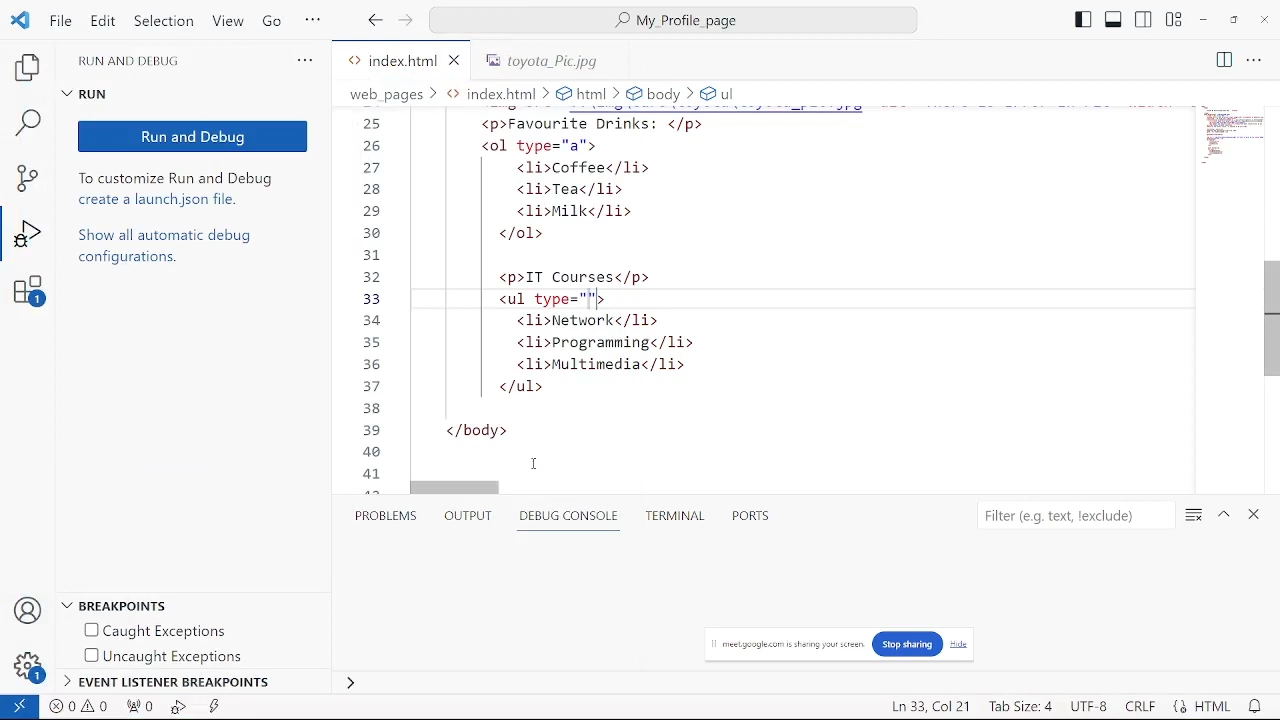 File Edit Selection View Go ··· My_Profile_page
RUN AND DEBUG ···
RUN
Run and Debug
To customize Run and Debug
create a launch.json file.
Show all automatic debug
configurations.
BREAKPOINTS
Caught Exceptions
Uncaught Exceptions
EVENT LISTENER BREAKPOINTS
1
1
index.html toyota_Pic.jpg
web_pages > index.html > html > body > ul
25 <p>Favourite Drinks: </p>
26 <ol type="a">
27 <li>Coffee</li>
28 <li>Tea</li>
29 <li>Milk</li>
30 </ol>
31
32 <p>IT Courses</p>
33 <ul type="">
34 <li>Network</li>
35 <li>Programming</li>
36 <li>Multimedia</li>
37 </ul>
38
39 </body>
40
41
PROBLEMS OUTPUT DEBUG CONSOLE TERMINAL PORTS Filter (e.g. text, !exclude)
meet.google.com is sharing your screen. Stop sharing Hide
>
0 0 0 Ln 33, Col 21 Tab Size: 4 UTF-8 CRLF {} HTML